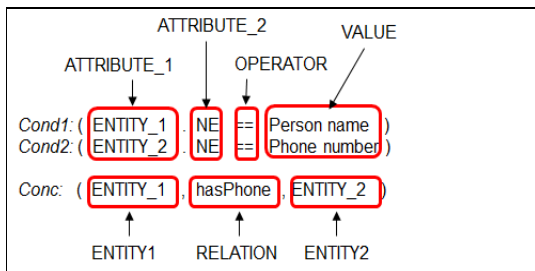 ATTRIBUTE_2 VALUE
ATTRIBUTE_1 OPERATOR
Cond1: ( ENTITY_1 . NE == Person name )
Cond2: ( ENTITY_2 . NE == Phone number )
Conc: ( ENTITY_1 , hasPhone , ENTITY_2 )
ENTITY1 RELATION ENTITY2